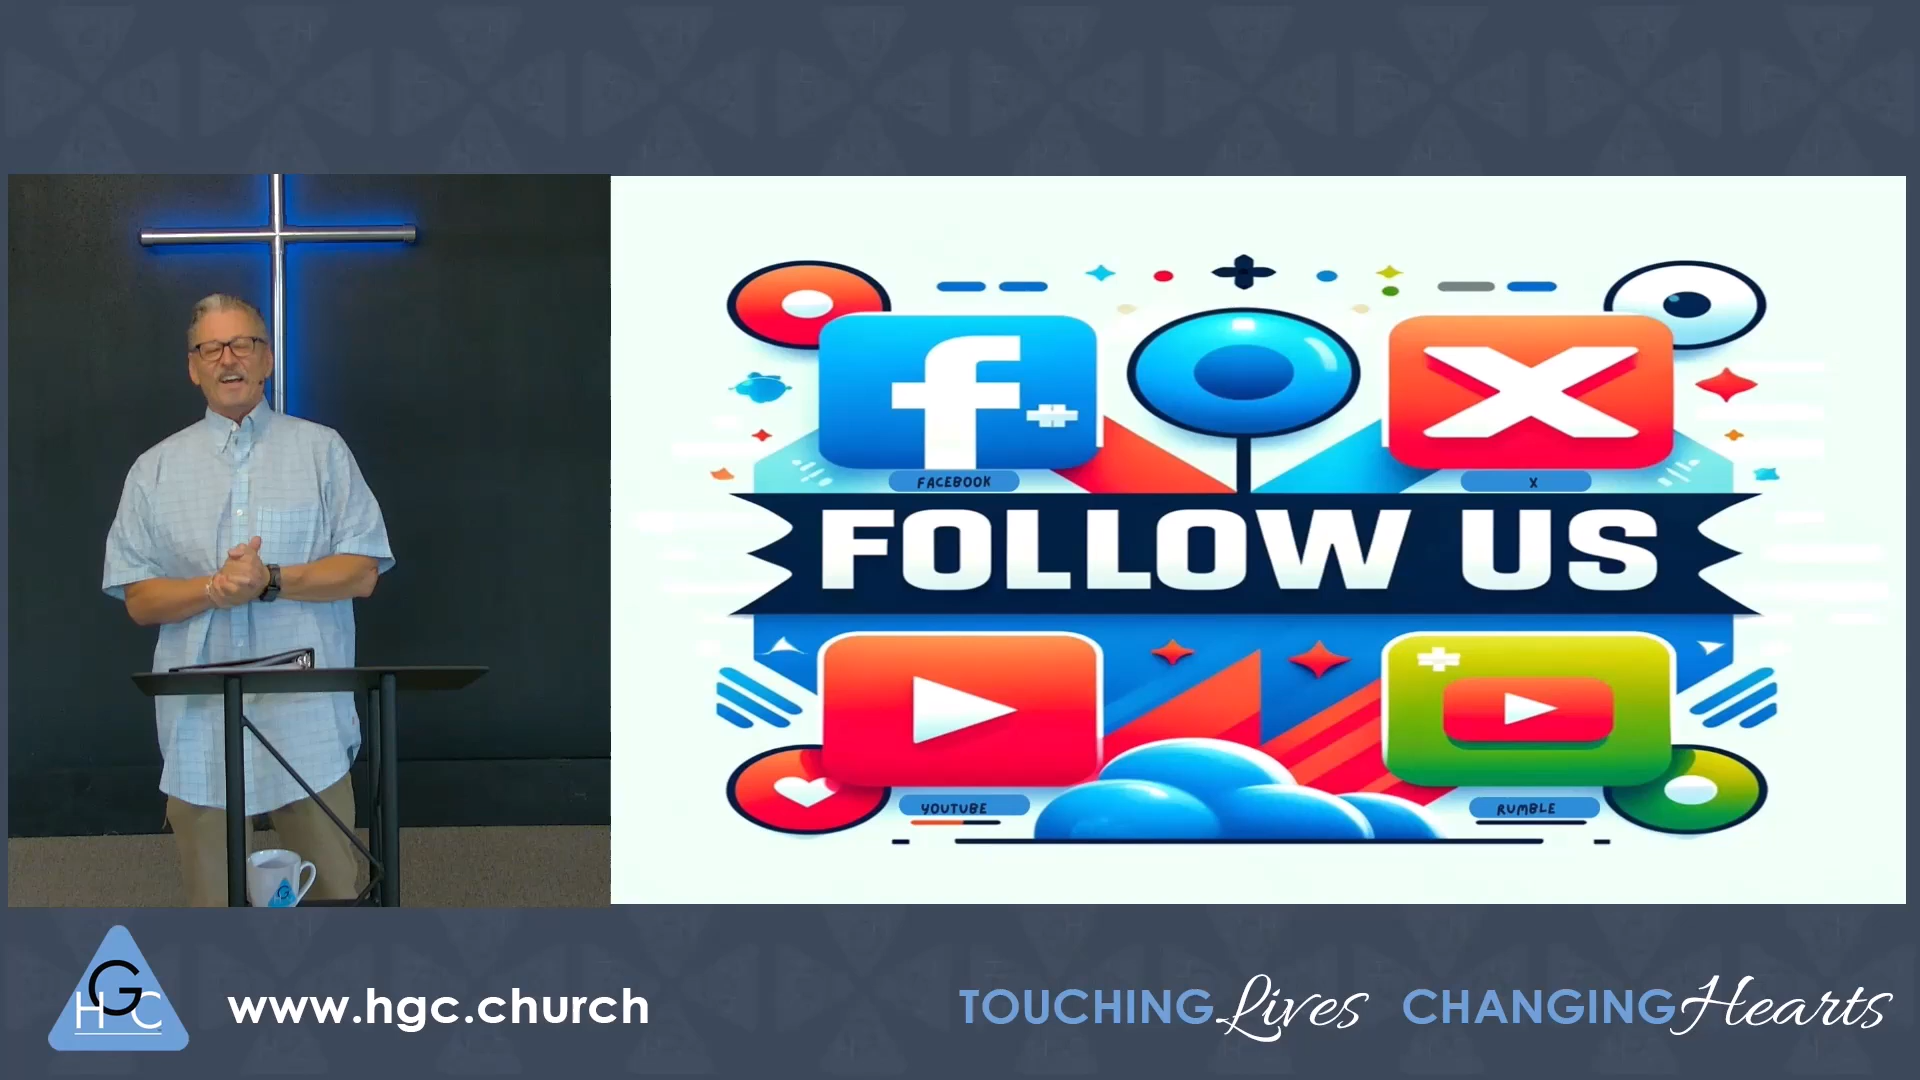 FACEBOOK
X
FOLLOW US
YOUTUBE
RUMBLE
HGC
www.hgc.church
TOUCHING Lives CHANGING Hearts